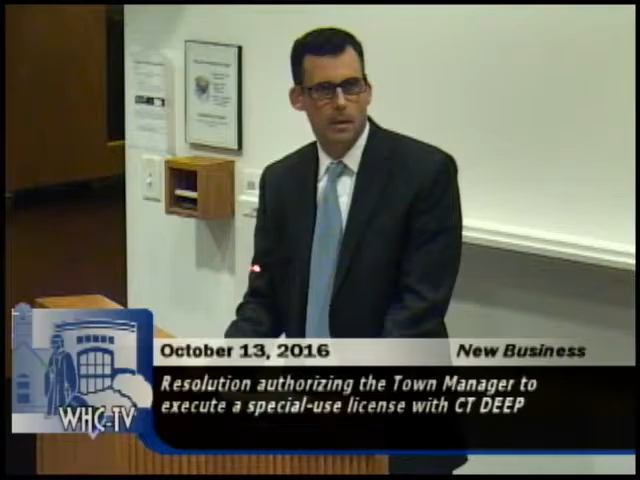 October 13, 2016
New Business
Resolution authorizing the Town Manager to
execute a special-use license with CT DEEP
WHC-TV